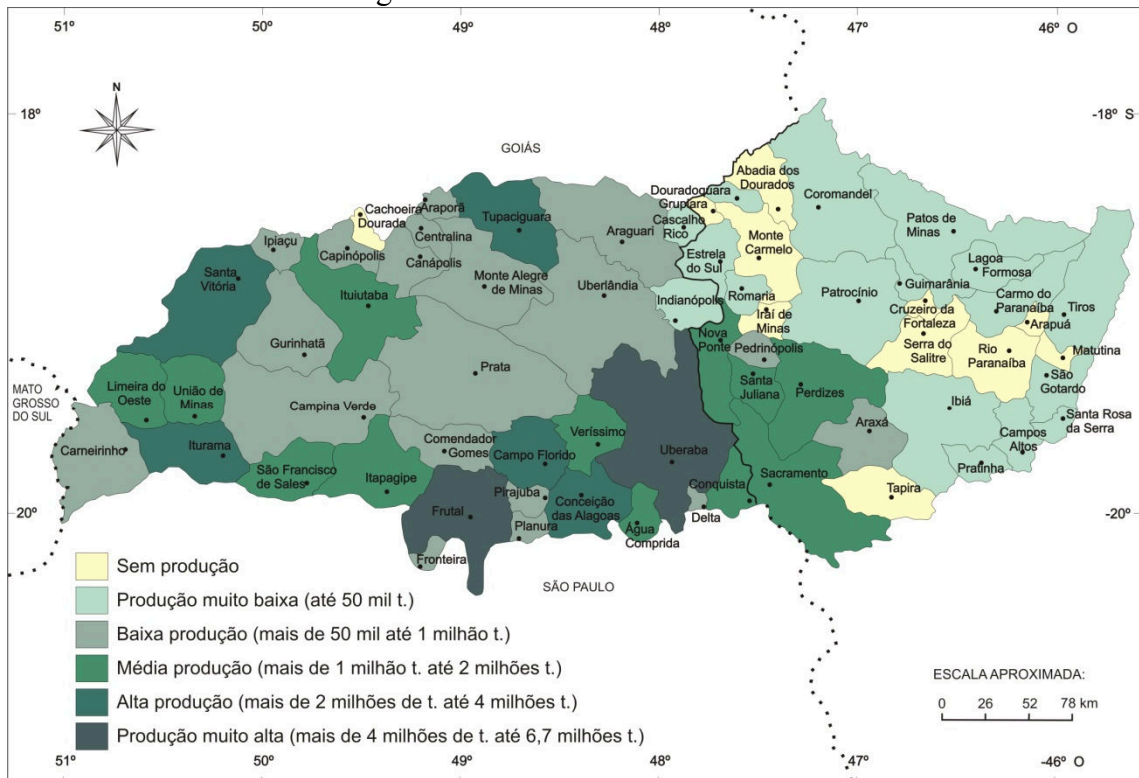 51º 50º 49º 48º 47º 46º O
N
18º
-18º S
GOIÁS
Abadia dos
Dourados
Douradoquara
Grupiara
Coromandel
Cascalho
Rico
Araporã
Cachoeira
Dourada
Tupaciguara
Centralina
Araguari
Patos de
Minas
Monte
Carmelo
Ipiaçu
Capinópolis
Canápolis
Estrela
do Sul
Lagoa
Formosa
Santa
Vitória
Monte Alegre
de Minas
Uberlândia
Ituiutaba
Indianópolis
Romaria
Patrocínio
Guimarânia
Carmo do
Paranaíba
Tiros
Cruzeiro da
Fortaleza
Arapuá
Iraí de
Minas
Nova
Ponte
Serra do
Salitre
Rio
Paranaíba
Matutina
Gurinhatã
Pedrinópolis
Prata
São
Gotardo
MATO
GROSSO
DO SUL
Limeira do
Oeste
União de
Minas
Santa
Juliana
Perdizes
Ibiá
Campina Verde
Santa Rosa
da Serra
Araxá
Campos
Altos
Carneirinho
Iturama
Comendador
Gomes
Veríssimo
Campo Florido
Uberaba
Pratinha
São Francisco
de Sales
Itapagipe
Sacramento
Tapira
Pirajuba
Conceição
das Alagoas
Conquista
20º
-20º
Frutal
Planura
Água
Comprida
Delta
Fronteira
SÃO PAULO
Sem produção
Produção muito baixa (até 50 mil t.)
Baixa produção (mais de 50 mil até 1 milhão t.)
Média produção (mais de 1 milhão t. até 2 milhões t.)
Alta produção (mais de 2 milhões de t. até 4 milhões t.)
Produção muito alta (mais de 4 milhões de t. até 6,7 milhões t.)
ESCALA APROXIMADA:
0 26 52 78 km
51º 50º 49º 48º 47º -46º O